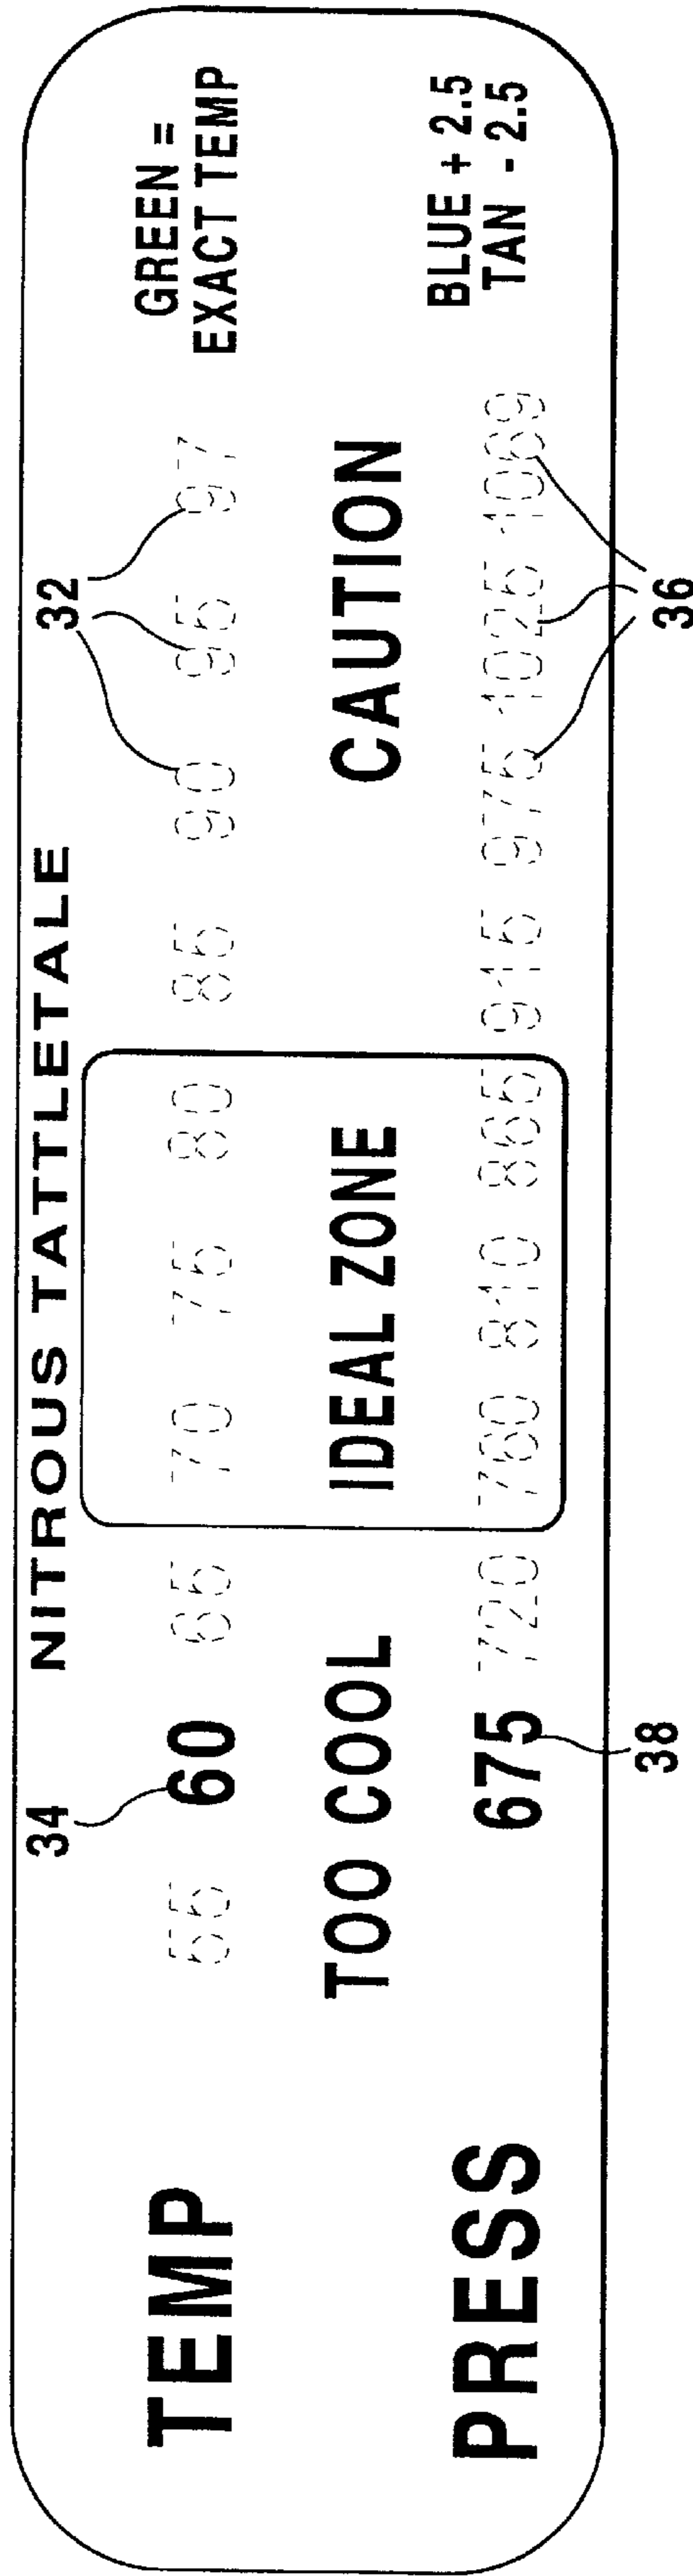 NITROUS TATTLETALE
32
34
TEMP 55 60 65 70 75 80 85 90 95 97 GREEN =
EXACT TEMP
TOO COOL IDEAL ZONE CAUTION
PRESS 675 720 760 810 865 915 975 1025 1069 BLUE + 2.5
TAN - 2.5
38
36